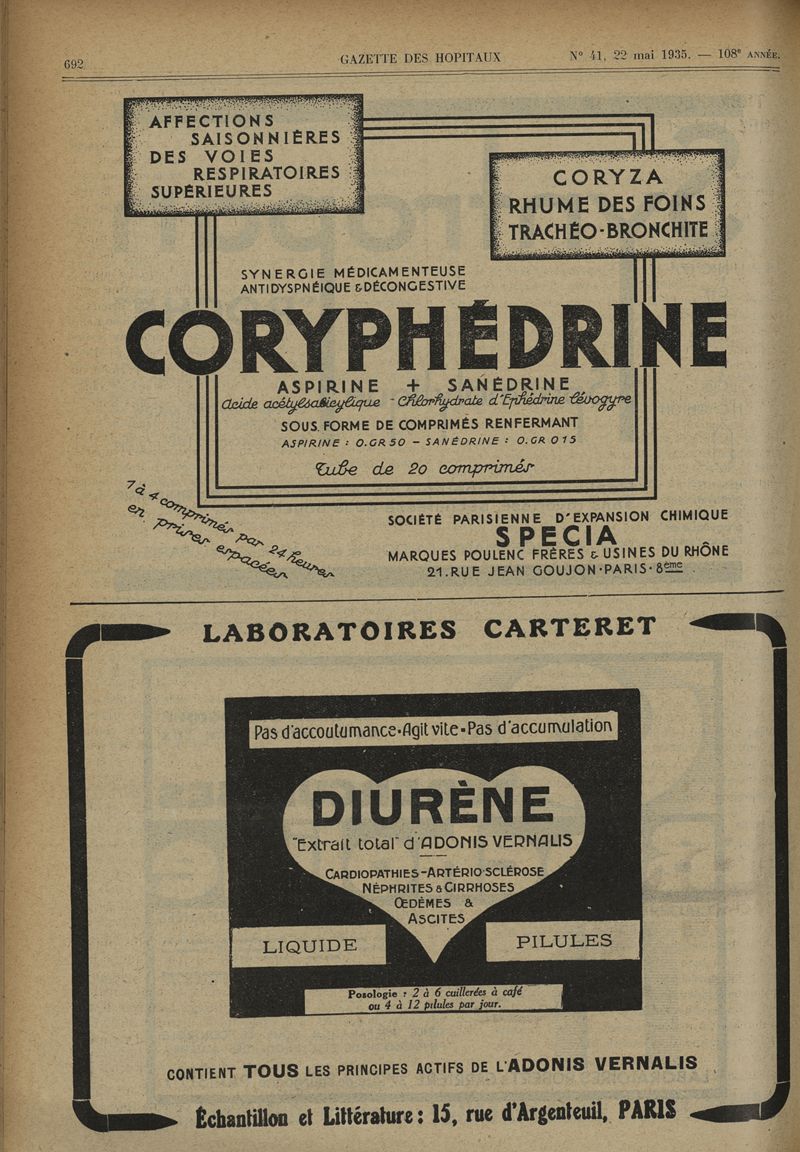 692
GAZETTE DES HOPITAUX
N° 41, 22 mai 1935. — 108e ANNÉE.
AFFECTIONS
SAISONNIÈRES
DES VOIES
RESPIRATOIRES
SUPÉRIEURES
CORYZA
RHUME DES FOINS
TRACHÉO-BRONCHITE
SYNERGIE MÉDICAMENTEUSE
ANTIDYSPNÉIQUE & DÉCONGESTIVE
CORYPHÉDRINE
ASPIRINE + SANÉDRINE
Acide acétylsalicylique - Chlorhydrate d'Ephédrine Lévogyre
SOUS FORME DE COMPRIMÉS RENFERMANT
ASPIRINE : 0.GR 50 — SANÉDRINE : 0.GR 015
Tube de 20 comprimés
1 à 4 comprimés par 24 heures
en prises espacées
SOCIÉTÉ PARISIENNE D'EXPANSION CHIMIQUE
SPECIA
MARQUES POULENC FRÈRES & USINES DU RHÔNE
21. RUE JEAN GOUJON · PARIS · 8ème
LABORATOIRES CARTERET
Pas d'accoutumance - Agit vite - Pas d'accumulation
DIURÈNE
"Extrait total" d'ADONIS VERNALIS
CARDIOPATHIES - ARTÉRIO-SCLÉROSE
NÉPHRITES & CIRRHOSES
ŒDÈMES &
ASCITES
LIQUIDE
PILULES
Posologie : 2 à 6 cuillerées à café
ou 4 à 12 pilules par jour.
CONTIENT TOUS LES PRINCIPES ACTIFS DE L'ADONIS VERNALIS
Échantillon et Littérature : 15, rue d'Argenteuil, PARIS